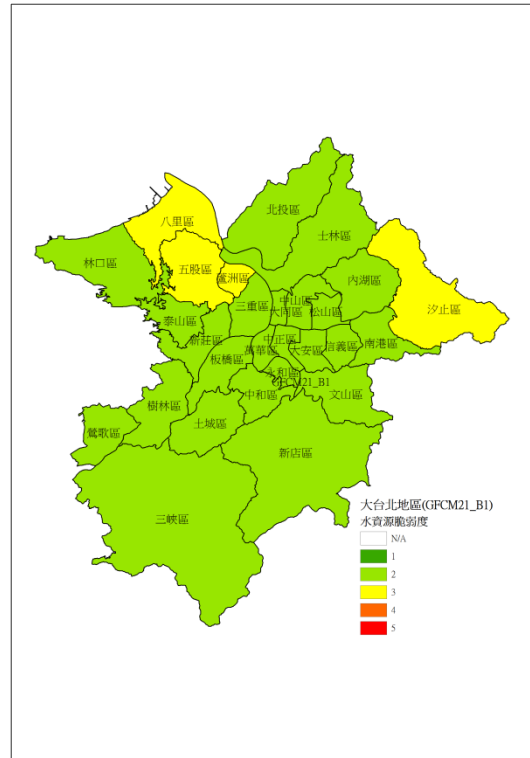 北投區
士林區
八里區
林口區
五股區
蘆洲區
內湖區
汐止區
三重區
中山區
大同區
松山區
泰山區
新莊區
中正區
萬華區
大安區
信義區
南港區
板橋區
永和區
GFCM21_B1
中和區
文山區
樹林區
土城區
鶯歌區
新店區
三峽區
大台北地區(GFCM21_B1)
水資源脆弱度
N/A
1
2
3
4
5